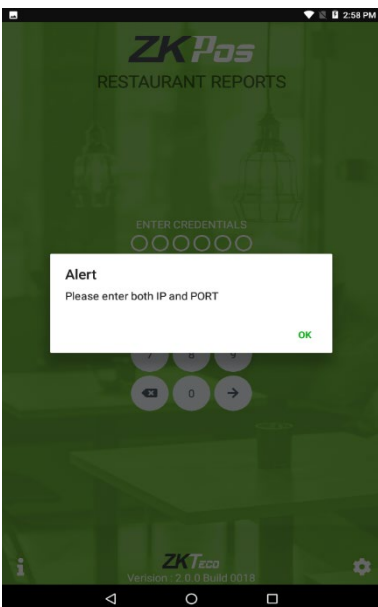 2:58 PM
ZKPos
RESTAURANT REPORTS
ENTER CREDENTIALS
Alert
Please enter both IP and PORT
OK
7 8 9
0
ZKTECO
Verision : 2.0.0 Build 0018